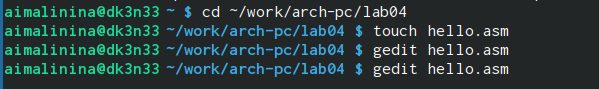 aimalinina@dk3n33 ~ $ cd ~/work/arch-pc/lab04
aimalinina@dk3n33 ~/work/arch-pc/lab04 $ touch hello.asm
aimalinina@dk3n33 ~/work/arch-pc/lab04 $ gedit hello.asm
aimalinina@dk3n33 ~/work/arch-pc/lab04 $ gedit hello.asm